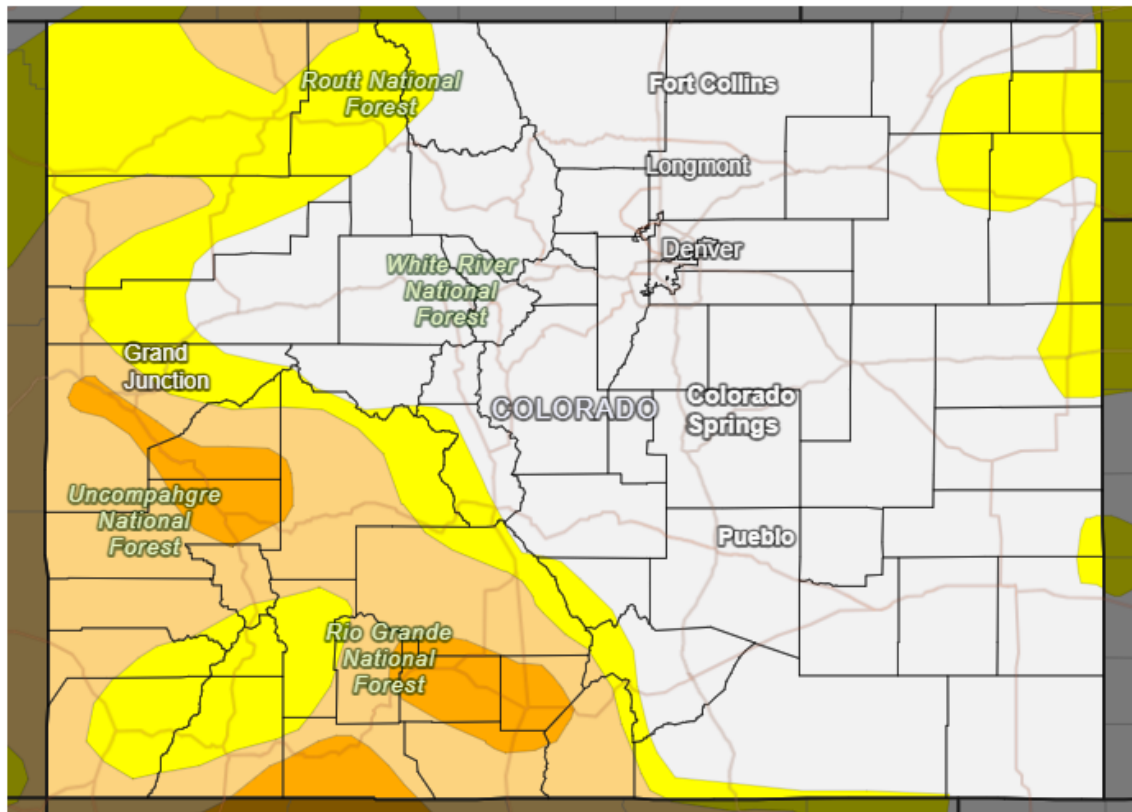 Routt National
Forest
Fort Collins
Longmont
Denver
White River
National
Forest
Grand
Junction
COLORADO
Colorado
Springs
Uncompahgre
National
Forest
Pueblo
Rio Grande
National
Forest